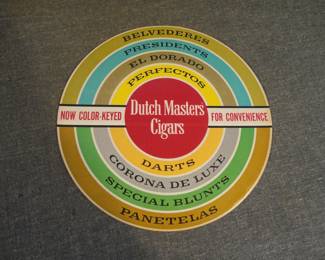 BELVEDERES
PRESIDENTS
EL DORADO
PERFECTOS
NOW COLOR-KEYED
Dutch Masters
Cigars
FOR CONVENIENCE
DARTS
CORONA DE LUXE
SPECIAL BLUNTS
PANETELAS